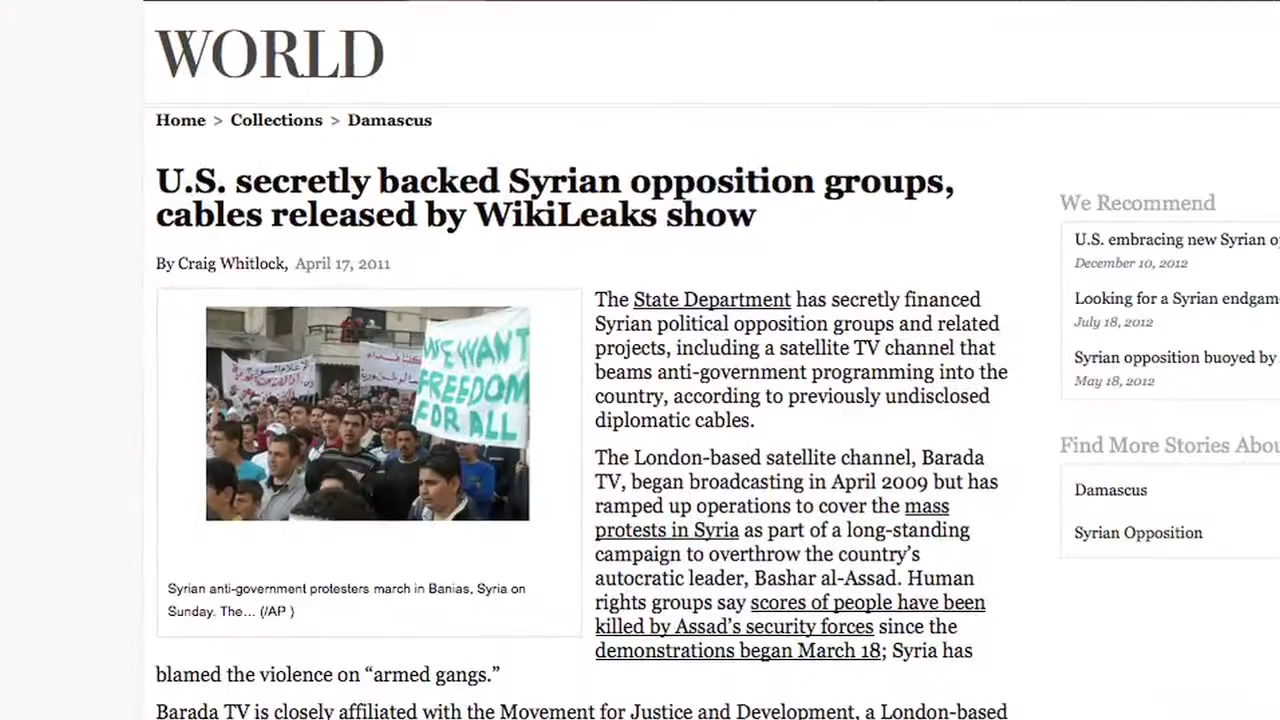 WORLD
Home > Collections > Damascus
U.S. secretly backed Syrian opposition groups,
cables released by WikiLeaks show
By Craig Whitlock, April 17, 2011
WE WANT
FREEDOM
FOR ALL
Syrian anti-government protesters march in Banias, Syria on
Sunday. The... (/AP )
The State Department has secretly financed
Syrian political opposition groups and related
projects, including a satellite TV channel that
beams anti-government programming into the
country, according to previously undisclosed
diplomatic cables.
The London-based satellite channel, Barada
TV, began broadcasting in April 2009 but has
ramped up operations to cover the mass
protests in Syria as part of a long-standing
campaign to overthrow the country’s
autocratic leader, Bashar al-Assad. Human
rights groups say scores of people have been
killed by Assad’s security forces since the
demonstrations began March 18; Syria has
blamed the violence on “armed gangs.”
Barada TV is closely affiliated with the Movement for Justice and Development, a London-based
We Recommend
U.S. embracing new Syrian
December 10, 2012
Looking for a Syrian
July 18, 2012
Syrian opposition buoyed by
May 18, 2012
Find More Stories
Damascus
Syrian Opposition